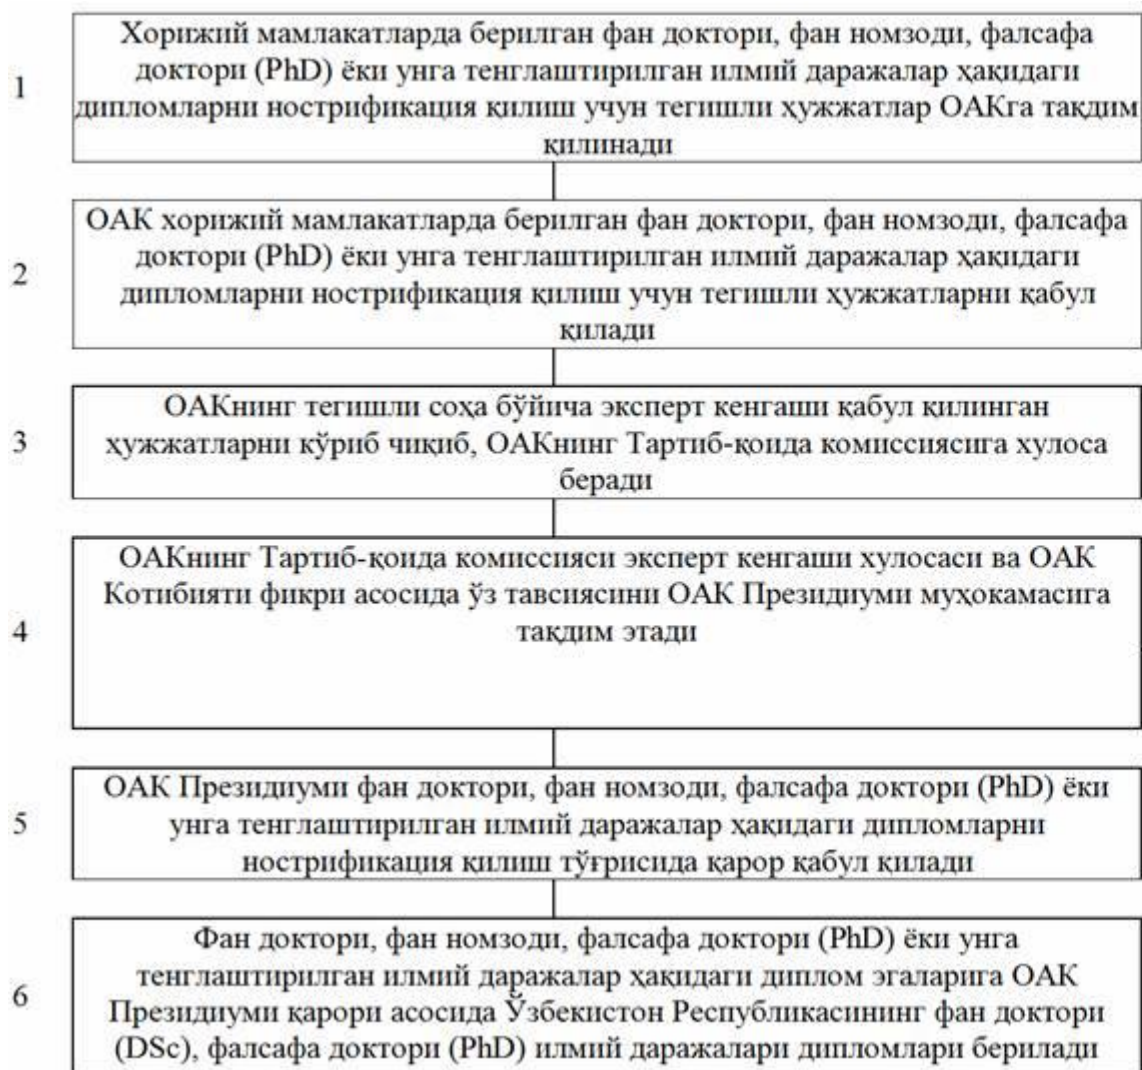 1
Хорижий мамлакатларда берилган фан доктори, фан номзоди, фалсафа
доктори (PhD) ёки унга тенглаштирилган илмий даражалар ҳақидаги
дипломларни нострификация қилиш учун тегишли ҳужжатлар ОАКга тақдим
қилинади
2
ОАК хорижий мамлакатларда берилган фан доктори, фан номзоди, фалсафа
доктори (PhD) ёки унга тенглаштирилган илмий даражалар ҳақидаги
дипломларни нострификация қилиш учун тегишли ҳужжатларни қабул
қилади
3
ОАКнинг тегишли соҳа бўйича эксперт кенгаши қабул қилинган
ҳужжатларни кўриб чиқиб, ОАКнинг Тартиб-қоида комиссиясига хулоса
беради
4
ОАКнинг Тартиб-қоида комиссияси эксперт кенгаши хулосаси ва ОАК
Котибияти фикри асосида ўз тавсиясини ОАК Президиуми муҳокамасига
тақдим этади
5
ОАК Президиуми фан доктори, фан номзоди, фалсафа доктори (PhD) ёки
унга тенглаштирилган илмий даражалар ҳақидаги дипломларни
нострификация қилиш тўғрисида қарор қабул қилади
6
Фан доктори, фан номзоди, фалсафа доктори (PhD) ёки унга
тенглаштирилган илмий даражалар ҳақидаги диплом эгаларига ОАК
Президиуми қарори асосида Ўзбекистон Республикасининг фан доктори
(DSc), фалсафа доктори (PhD) илмий даражалари дипломлари берилади